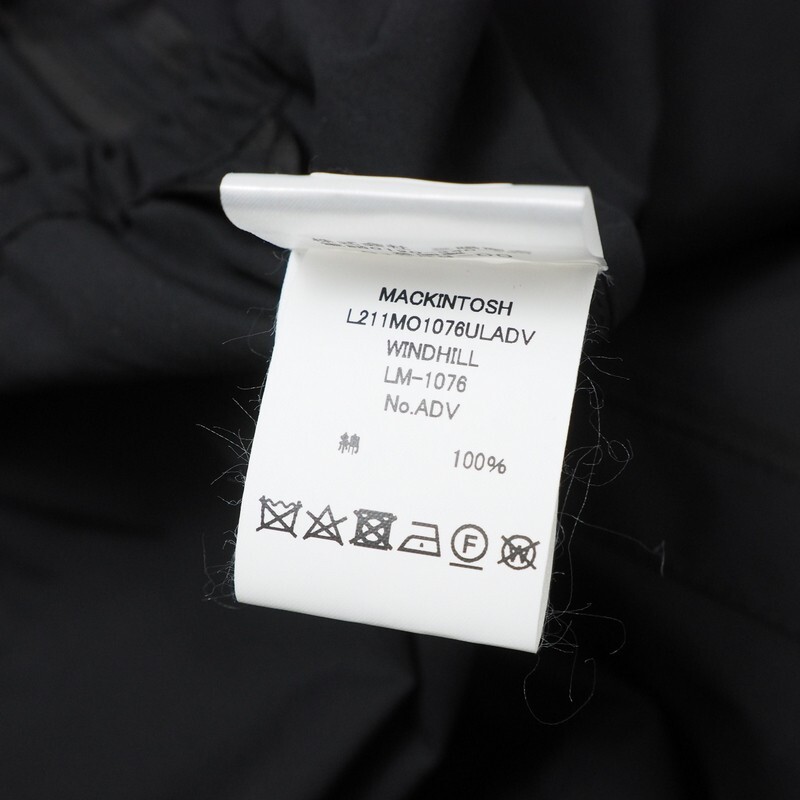 MACKINTOSH
L211MO1076ULADV
WINDHILL
LM-1076
No.ADV
綿 100%
F
W